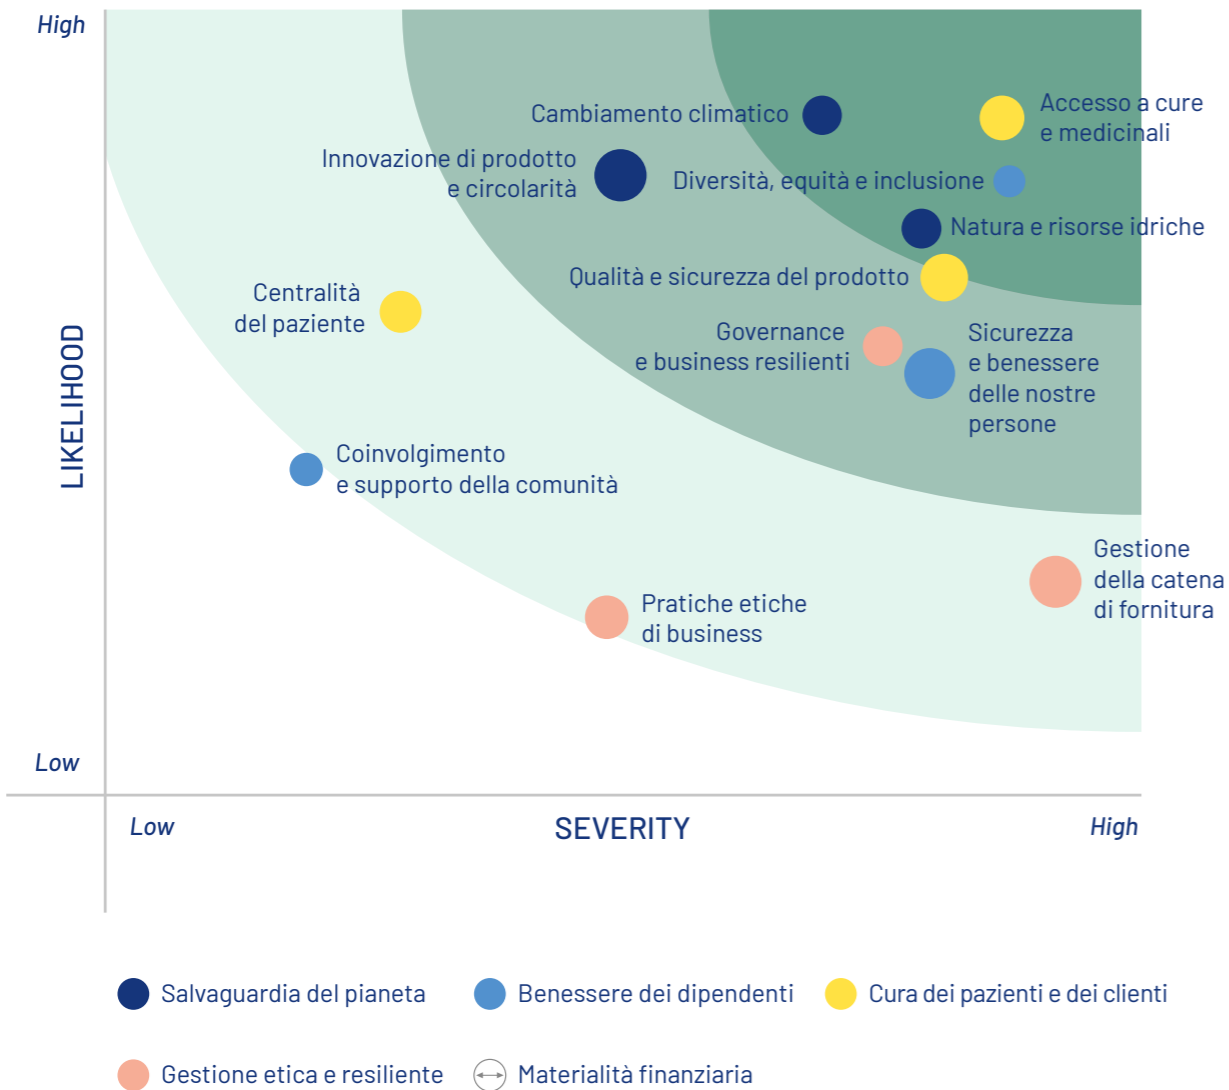 High
Cambiamento climatico
Accesso a cure
e medicinali
Innovazione di prodotto
e circolarità
Diversità, equità e inclusione
Natura e risorse idriche
Qualità e sicurezza del prodotto
Centralità
del paziente
Governance
e business resilienti
Sicurezza
e benessere
delle nostre
persone
LIKELIHOOD
Coinvolgimento
e supporto della comunità
Gestione
della catena
di fornitura
Pratiche etiche
di business
Low
Low
SEVERITY
High
Salvaguardia del pianeta
Benessere dei dipendenti
Cura dei pazienti e dei clienti
Gestione etica e resiliente
Materialità finanziaria